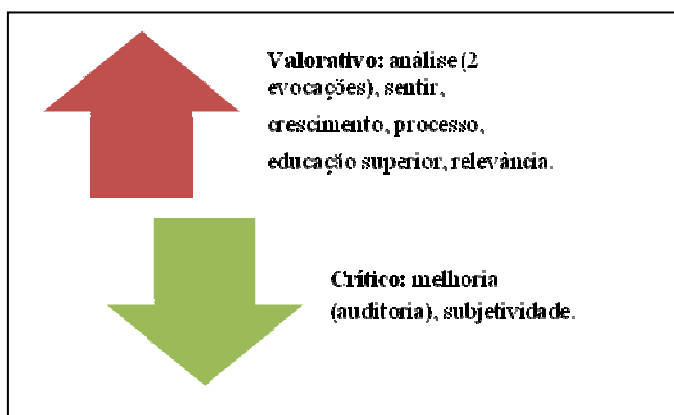 Valorativo: análise (2
evocações), sentir,
crescimento, processo,
educação superior, relevância.
Crítico: melhoria
(auditoria), subjetividade.